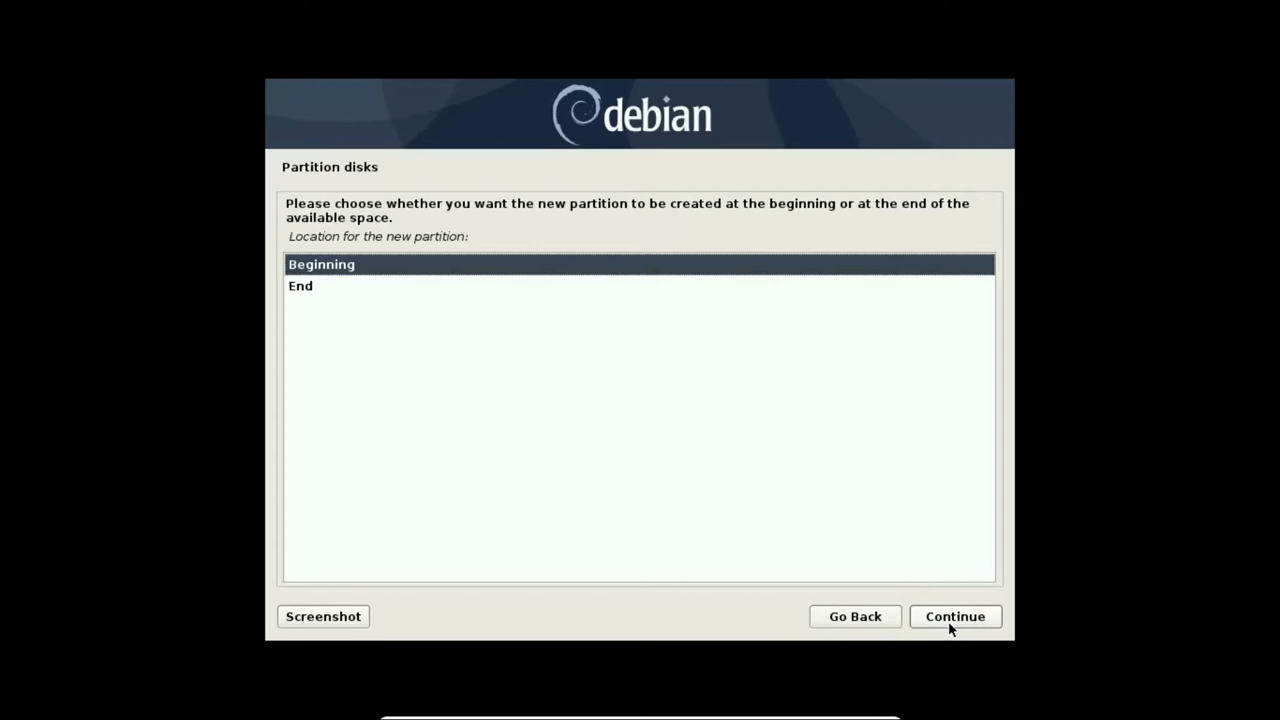 debian
Partition disks
Please choose whether you want the new partition to be created at the beginning or at the end of the
available space.
Location for the new partition:
Beginning
End
Screenshot
Go Back
Continue